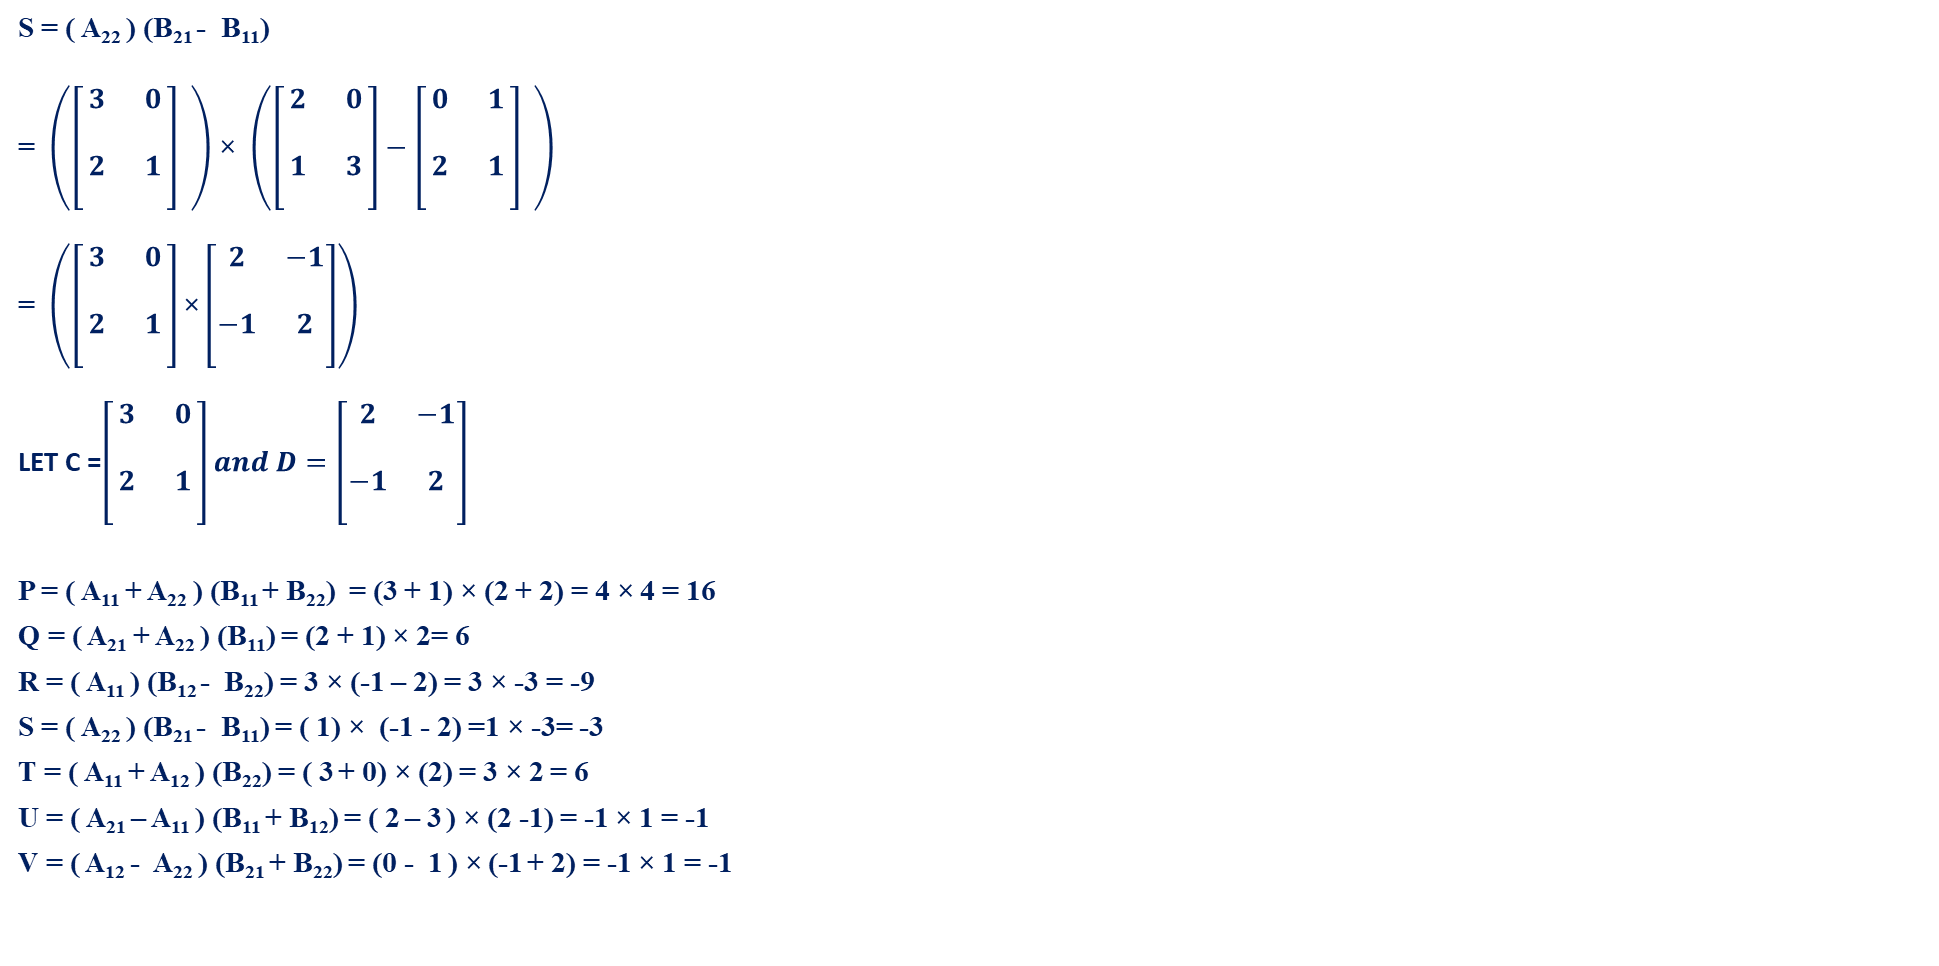 S = ( A₂₂ ) (B₂₁ - B₁₁)
= ([3 0
2 1]) × ([2 0
1 3] − [0 1
2 1])
= ([3 0
2 1] × [2 −1
−1 2])
LET C = [3 0
2 1] and D = [2 −1
−1 2]
P = ( A₁₁ + A₂₂ ) (B₁₁ + B₂₂) = (3 + 1) × (2 + 2) = 4 × 4 = 16
Q = ( A₂₁ + A₂₂ ) (B₁₁) = (2 + 1) × 2= 6
R = ( A₁₁ ) (B₁₂ - B₂₂) = 3 × (-1 – 2) = 3 × -3 = -9
S = ( A₂₂ ) (B₂₁ - B₁₁) = ( 1) × (-1 - 2) =1 × -3= -3
T = ( A₁₁ + A₁₂ ) (B₂₂) = ( 3 + 0) × (2) = 3 × 2 = 6
U = ( A₂₁ – A₁₁ ) (B₁₁ + B₁₂) = ( 2 – 3 ) × (2 -1) = -1 × 1 = -1
V = ( A₁₂ - A₂₂ ) (B₂₁ + B₂₂) = (0 - 1 ) × (-1 + 2) = -1 × 1 = -1